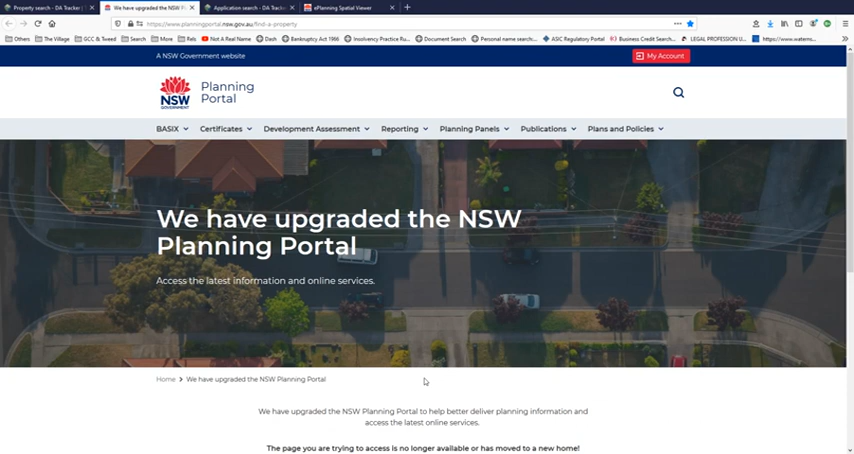 Property search - DA Tracker |
We have upgraded the NSW Pl
Application search - DA Tracke
ePlanning Spatial Viewer
https://www.planningportal.nsw.gov.au/find-a-property
Others
The Village
GCC & Tweed
Search
More
Rels
Not A Real Name
Dash
Bankruptcy Act 1966
Insolvency Practice Ru...
Document Search
Personal name search:...
ASIC Regulatory Portal
Business Credit Search...
LEGAL PROFESSION U...
https://www.waterns...
A NSW Government website
My Account
NSW
GOVERNMENT
Planning
Portal
BASIX
Certificates
Development Assessment
Reporting
Planning Panels
Publications
Plans and Policies
We have upgraded the NSW
Planning Portal
Access the latest information and online services.
Home > We have upgraded the NSW Planning Portal
We have upgraded the NSW Planning Portal to help better deliver planning information and
access the latest online services.
The page you are trying to access is no longer available or has moved to a new home!